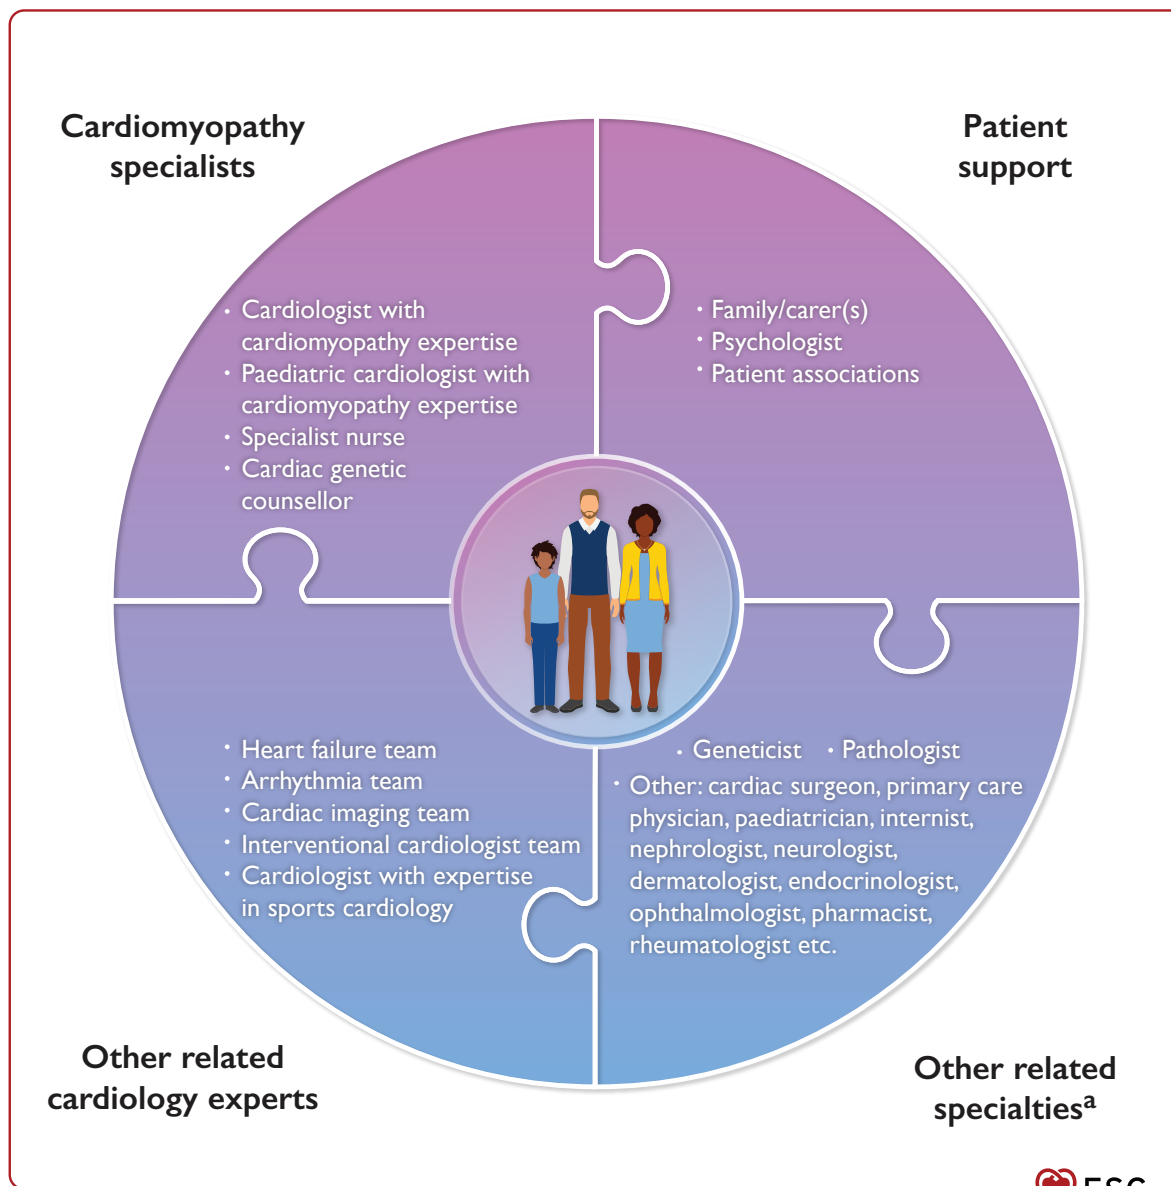 Cardiomyopathy
specialists
Patient
support
· Cardiologist with
cardiomyopathy expertise
· Paediatric cardiologist with
cardiomyopathy expertise
· Specialist nurse
· Cardiac genetic
counsellor
· Family/carer(s)
· Psychologist
· Patient associations
· Heart failure team
· Arrhythmia team
· Cardiac imaging team
· Interventional cardiologist team
· Cardiologist with expertise
in sports cardiology
· Geneticist · Pathologist
· Other: cardiac surgeon, primary care
physician, paediatrician, internist,
nephrologist, neurologist,
dermatologist, endocrinologist,
ophthalmologist, pharmacist,
rheumatologist etc.
Other related
cardiology experts
Other related
specialtiesᵃ
ESC